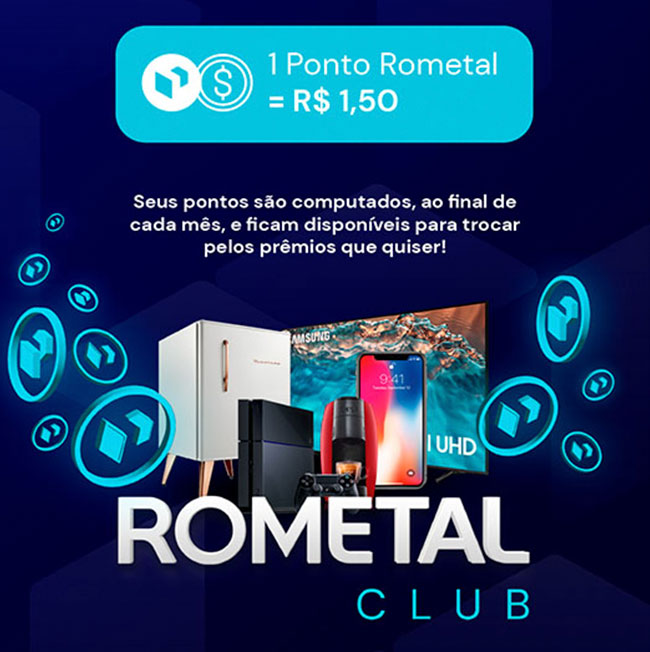 1 Ponto Rometal
= R$ 1,50
Seus pontos são computados, ao final de
cada mês, e ficam disponíveis para trocar
pelos prêmios que quiser!
SAMSUNG
9:41
UHD
ROMETAL
CLUB